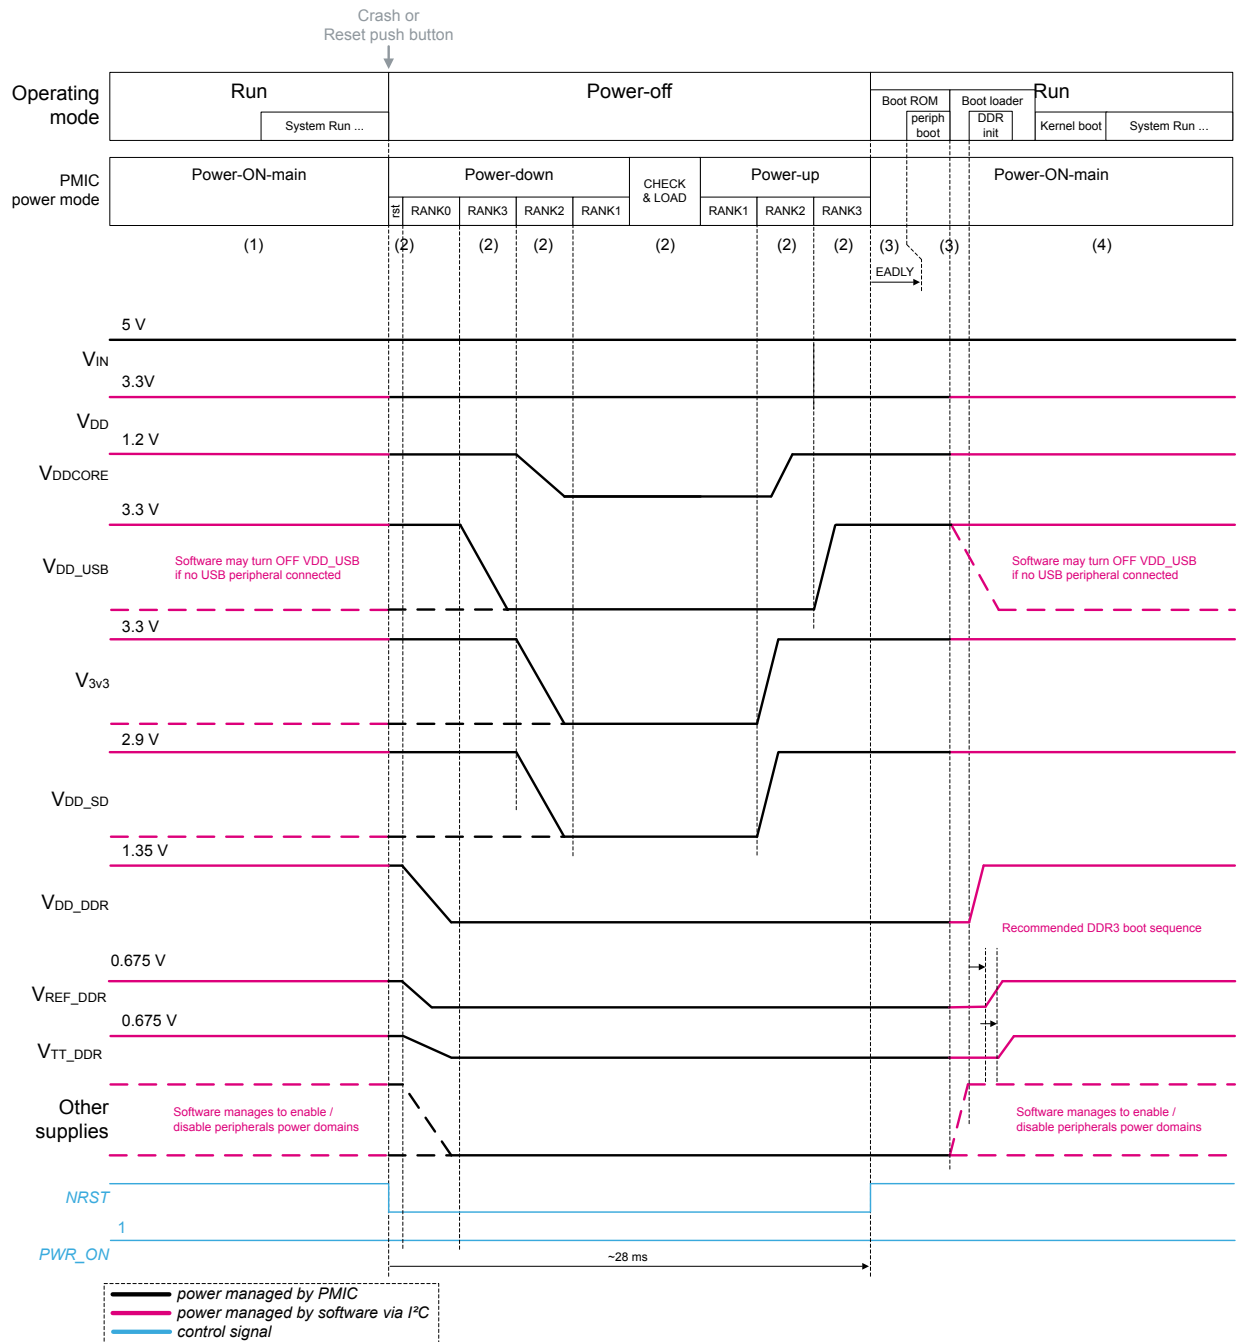 Crash or
Reset push button
Operating
mode
Run
System Run ...
Power-off
Run
Boot ROM
periph
boot
Boot loader
DDR
init
Kernel boot
System Run ...
PMIC
power mode
Power-ON-main
Power-down
rst
RANK0
RANK3
RANK2
RANK1
CHECK
& LOAD
Power-up
RANK1
RANK2
RANK3
Power-ON-main
(1)
(2)
(2)
(2)
(2)
(2)
(2)
(3)
(3)
(4)
EADLY
5 V
VIN
3.3V
VDD
1.2 V
VDDCORE
3.3 V
VDD_USB
Software may turn OFF VDD_USB
if no USB peripheral connected
Software may turn OFF VDD_USB
if no USB peripheral connected
3.3 V
V3v3
2.9 V
VDD_SD
1.35 V
VDD_DDR
Recommended DDR3 boot sequence
0.675 V
VREF_DDR
0.675 V
VTT_DDR
Other
supplies
Software manages to enable /
disable peripherals power domains
Software manages to enable /
disable peripherals power domains
NRST
1
PWR_ON
~28 ms
power managed by PMIC
power managed by software via I²C
control signal